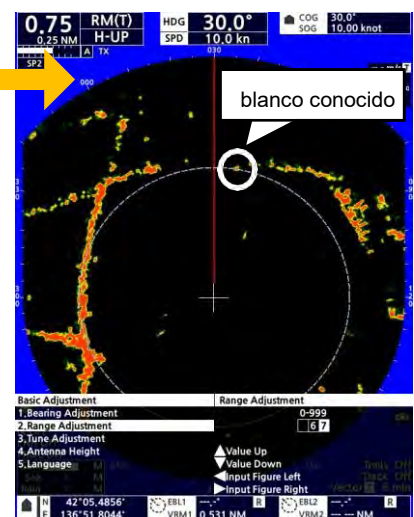 0.75 RM(T) HDG 30,0° COG 30,0°
0,25 NM H-UP SPD 10,0 kn SOG 10,00 knot
A TX 030
SP2
000
blanco conocido
Basic Adjustment Range Adjustment
1.Bearing Adjustment 0-999
2.Range Adjustment 67
3.Tune Adjustment
4.Antenna Height Value Up
5.Language Value Down
Input Figure Left
Input Figure Right
N 42°05,4856' EBL1 ---.-° R EBL2 ---.-° R
E 136°51,8044' VRM1 0,531 NM VRM2 --.--- NM